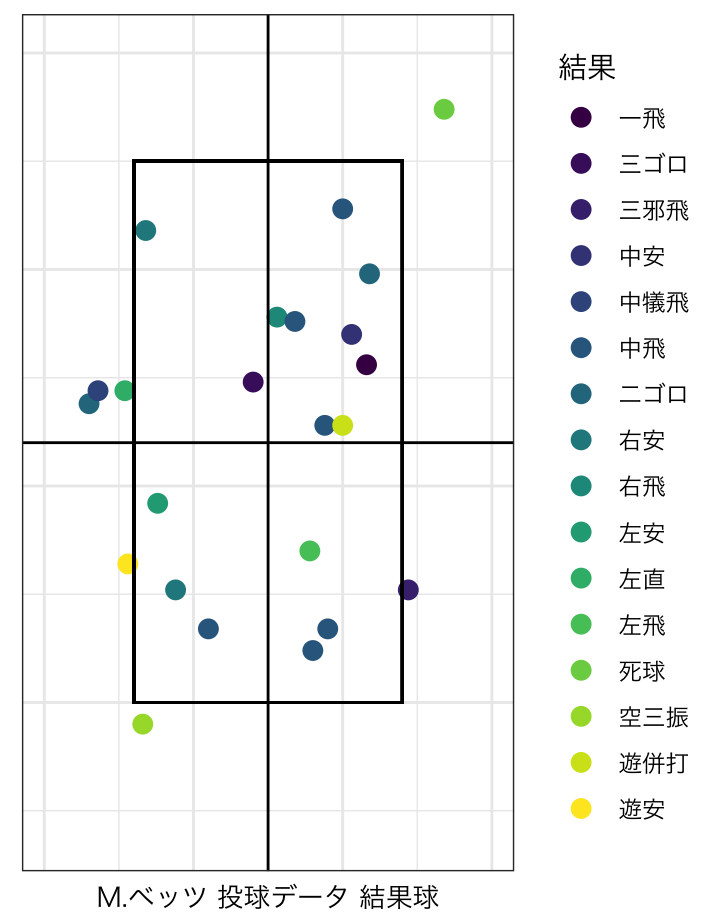 結果
一飛
三ゴロ
三邪飛
中安
中犠飛
中飛
二ゴロ
右安
右飛
左安
左直
左飛
死球
空三振
遊併打
遊安
M.ベッツ 投球データ 結果球